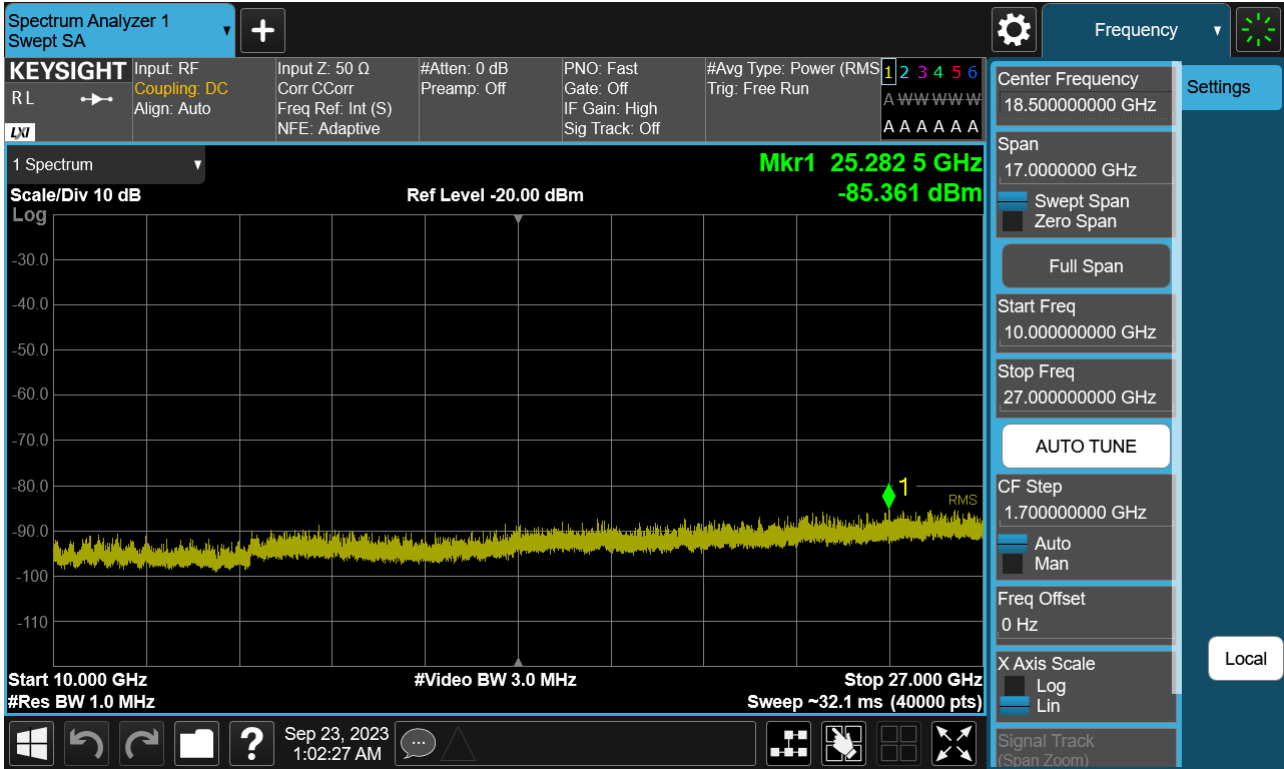 Spectrum Analyzer 1
Swept SA
Frequency
KEYSIGHT
RL
LXI
Input: RF
Coupling: DC
Align: Auto
Input Z: 50 Ω
Corr CCorr
Freq Ref: Int (S)
NFE: Adaptive
#Atten: 0 dB
Preamp: Off
PNO: Fast
Gate: Off
IF Gain: High
Sig Track: Off
#Avg Type: Power (RMS
Trig: Free Run
1 2 3 4 5 6
A W W W W W
A A A A A A
1 Spectrum
Scale/Div 10 dB
Log
Ref Level -20.00 dBm
Mkr1 25.282 5 GHz
-85.361 dBm
-30.0
-40.0
-50.0
-60.0
-70.0
-80.0
-90.0
-100
-110
1
RMS
Start 10.000 GHz
#Res BW 1.0 MHz
#Video BW 3.0 MHz
Stop 27.000 GHz
Sweep ~32.1 ms (40000 pts)
Sep 23, 2023
1:02:27 AM
Center Frequency
18.500000000 GHz
Span
17.0000000 GHz
Swept Span
Zero Span
Full Span
Start Freq
10.000000000 GHz
Stop Freq
27.000000000 GHz
AUTO TUNE
CF Step
1.700000000 GHz
Auto
Man
Freq Offset
0 Hz
X Axis Scale
Log
Lin
Signal Track
(Span Zoom)
Settings
Local